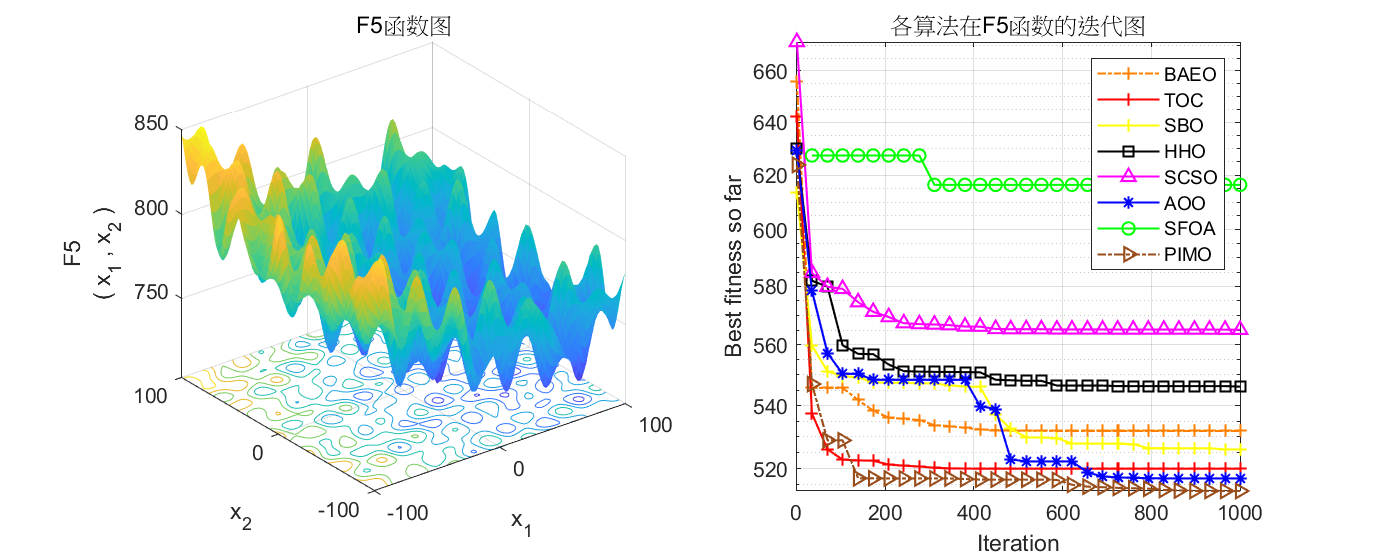 F5函数图
850
800
750
F5
( x1 , x2 )
100
0
-100
x2
-100
0
100
x1
各算法在F5函数的迭代图
660
640
620
600
580
560
540
520
Best fitness so far
0 200 400 600 800 1000
Iteration
BAEO
TOC
SBO
HHO
SCSO
AOO
SFOA
PIMO